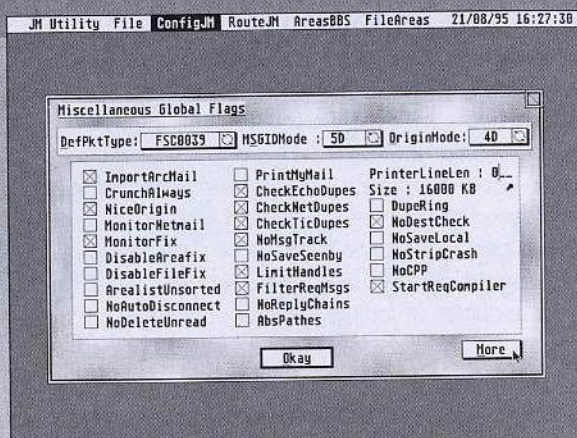 JM Utility File ConfigJM RouteJM AreasBBS FileAreas 21/08/95 16:27:30
Miscellaneous Global Flags
DefPktType: FSC0039 MSGIDMode : 5D OriginMode: 4D
ImportArcMail PrintMyMail PrinterLineLen : 0__
CrunchAlways CheckEchoDupes Size : 16000 KB
NiceOrigin CheckNetDupes DupeRing
MonitorNetmail CheckTicDupes NoDestCheck
MonitorFix NoMsgTrack NoSaveLocal
DisableAreafix NoSaveSeenby NoStripCrash
DisableFileFix LimitHandles NoCPP
ArealistUnsorted FilterReqMsgs StartReqCompiler
NoAutoDisconnect NoReplyChains
NoDeleteUnread AbsPathes
Okay More